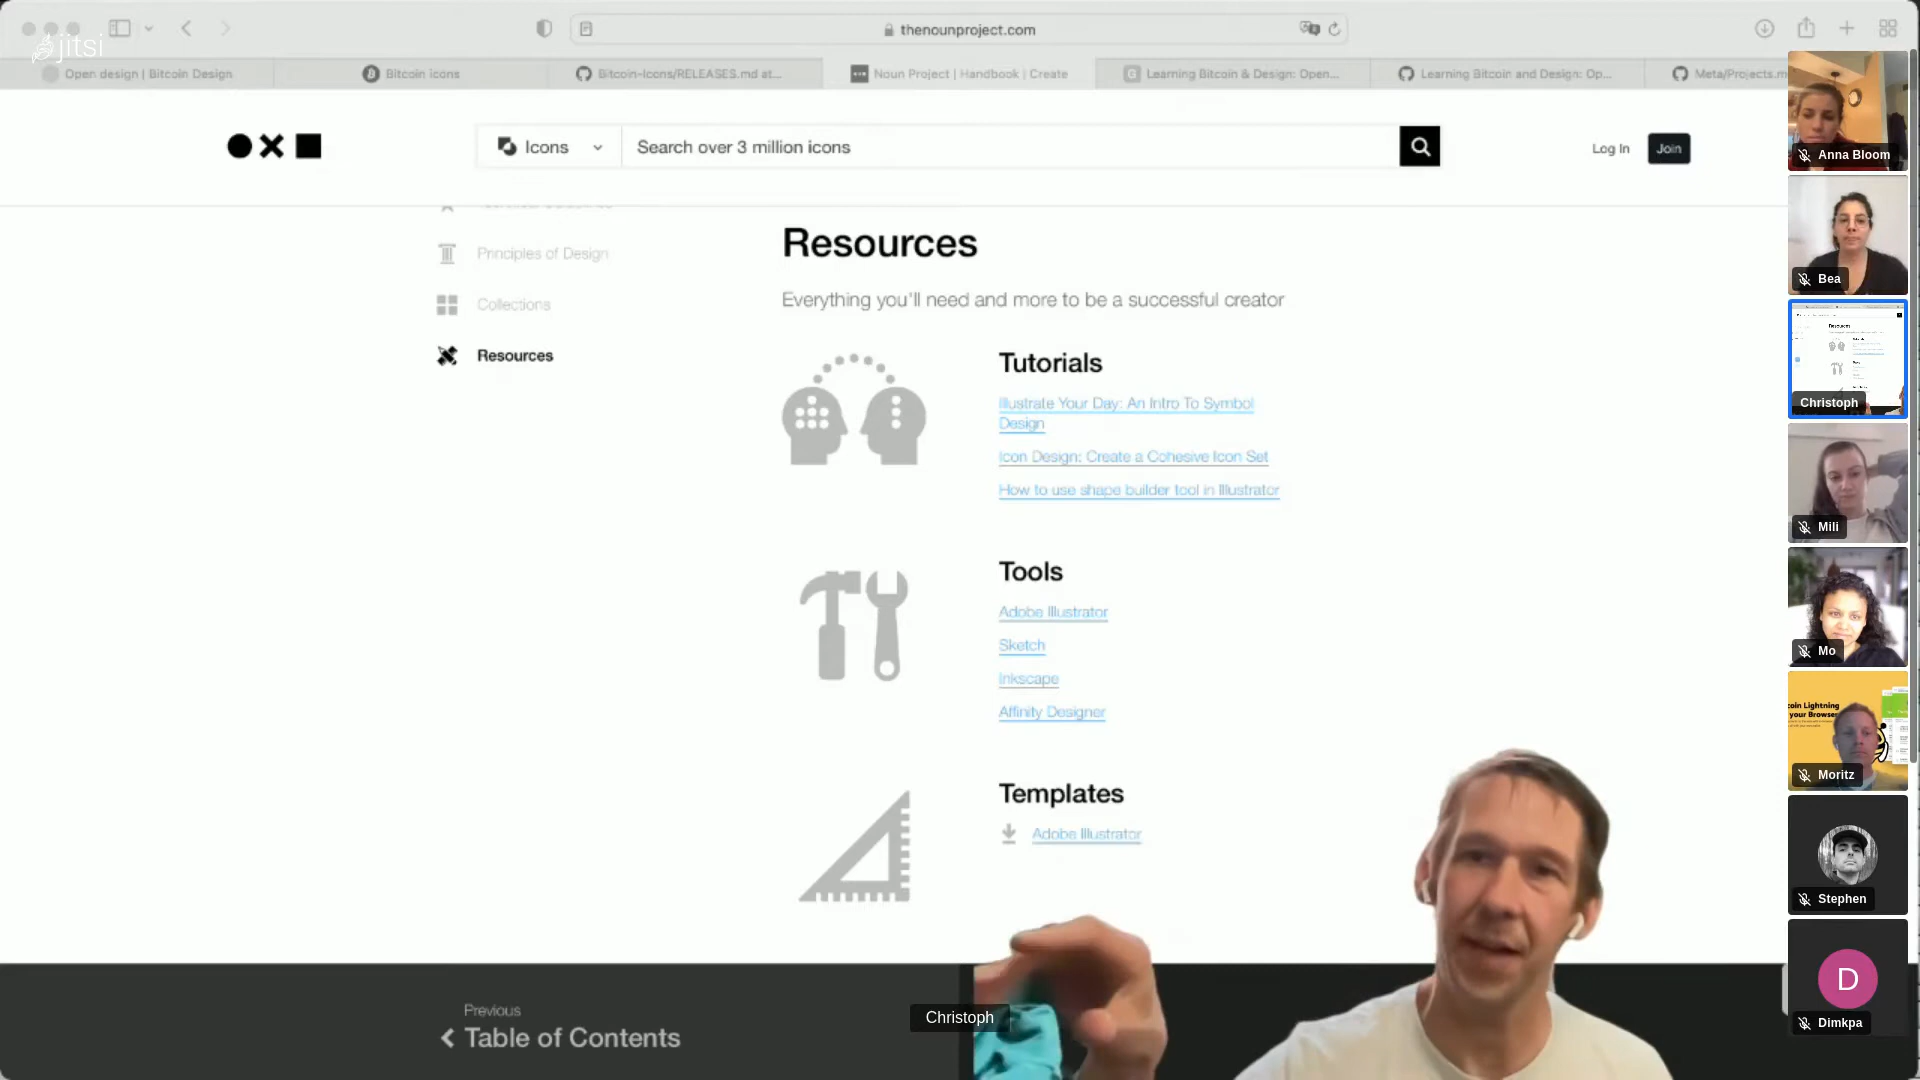 jitsi
thenounproject.com
Open design | Bitcoin Design
Bitcoin icons
Bitcoin-Icons/RELEASES.md at...
Noun Project | Handbook | Create
Learning Bitcoin & Design: Open...
Learning Bitcoin and Design: Op...
Meta/Projects.m
Icons
Search over 3 million icons
Log In
Join
Principles of Design
Collections
Resources
Resources
Everything you'll need and more to be a successful creator
Tutorials
Illustrate Your Day: An Intro To Symbol
Design
Icon Design: Create a Cohesive Icon Set
How to use shape builder tool in Illustrator
Tools
Adobe Illustrator
Sketch
Inkscape
Affinity Designer
Templates
Adobe Illustrator
Previous
Table of Contents
Christoph
Anna Bloom
Bea
Christoph
Mili
Mo
coin Lightning
your Browser
Moritz
Stephen
D
Dimkpa